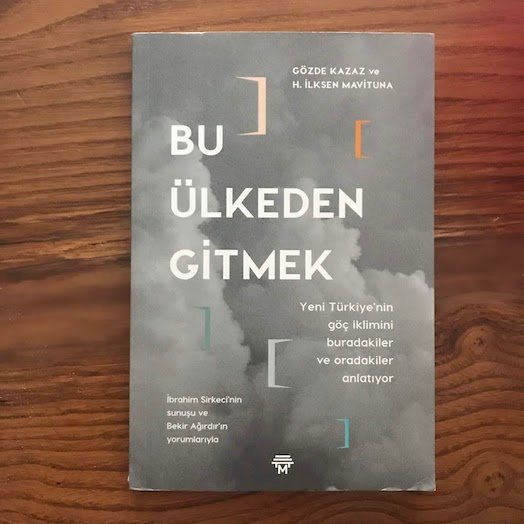 GÖZDE KAZAZ ve
H. İLKSEN MAVİTUNA
BU
ÜLKEDEN
GİTMEK
Yeni Türkiye'nin
göç iklimini
buradakiler
ve oradakiler
anlatıyor
İbrahim Sirkeci'nin
sunuşu ve
Bekir Ağırdır'ın
yorumlarıyla
M